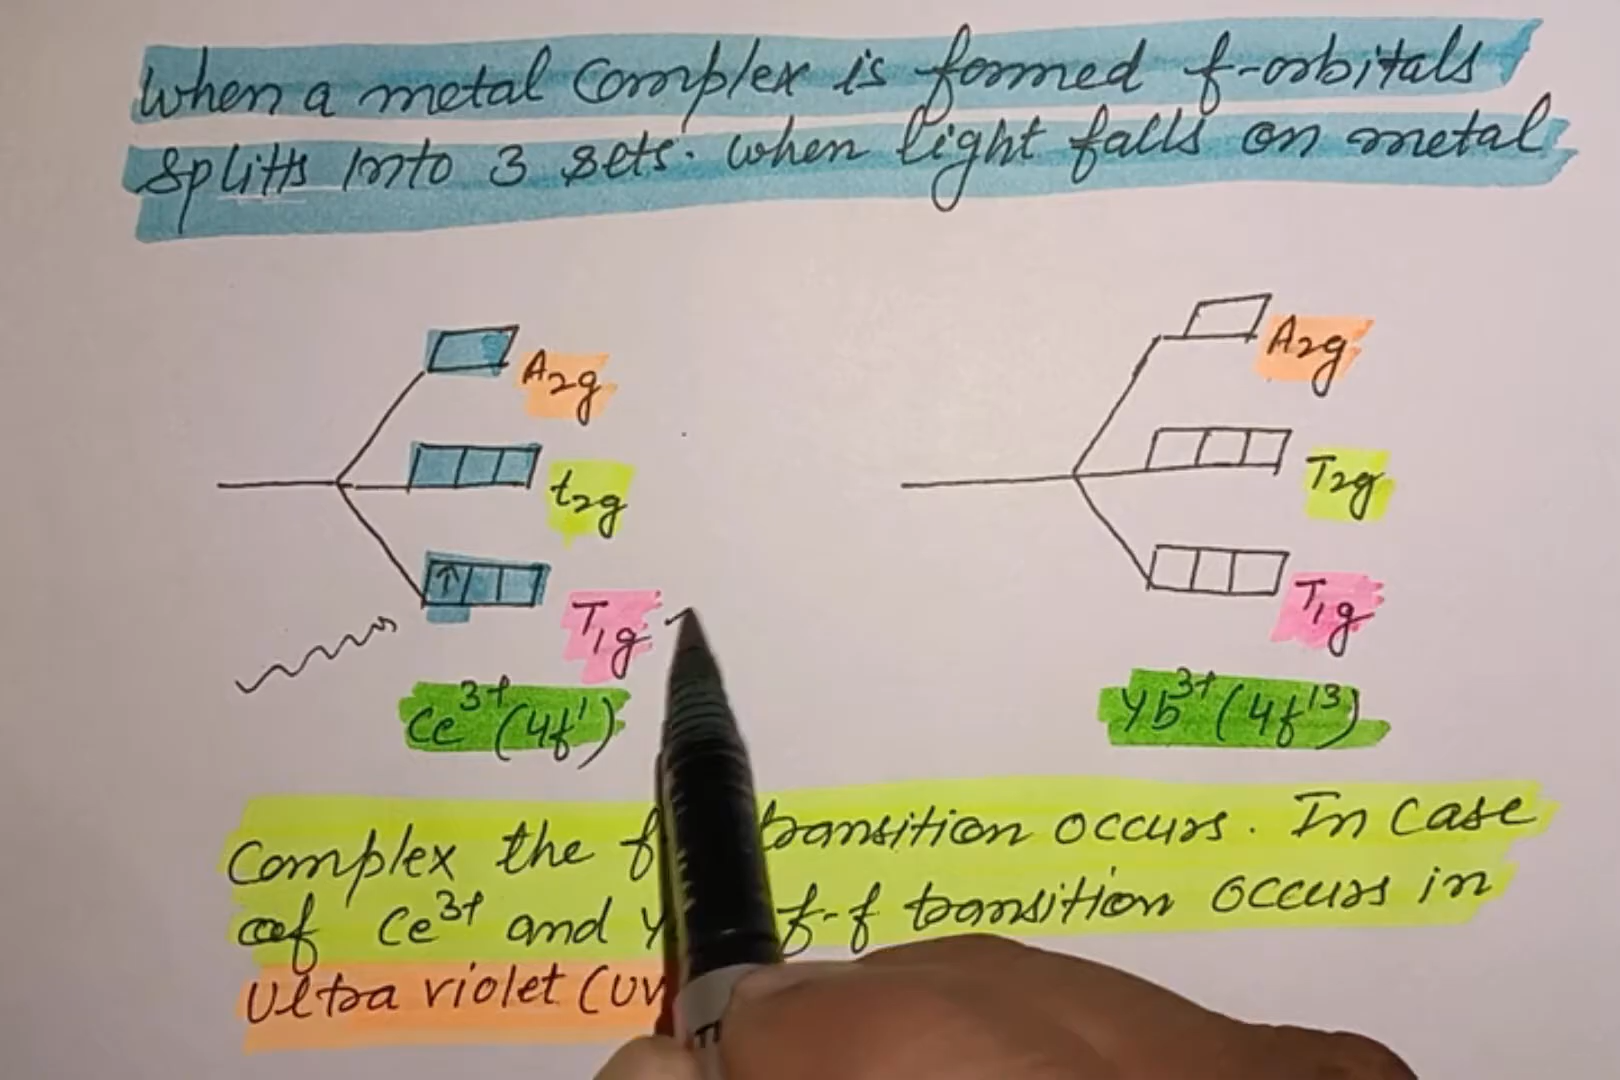 When a metal Complex is formed f-orbitals
splitts into 3 sets. when light falls on metal
A2g
A2g
t2g
T2g
↑
T1g
T1g
Ce3+(4f1)
Yb3+(4f13)
Complex the transition occurs. In case
of Ce3+ and f-f transition occurs in
Ultra violet (UV